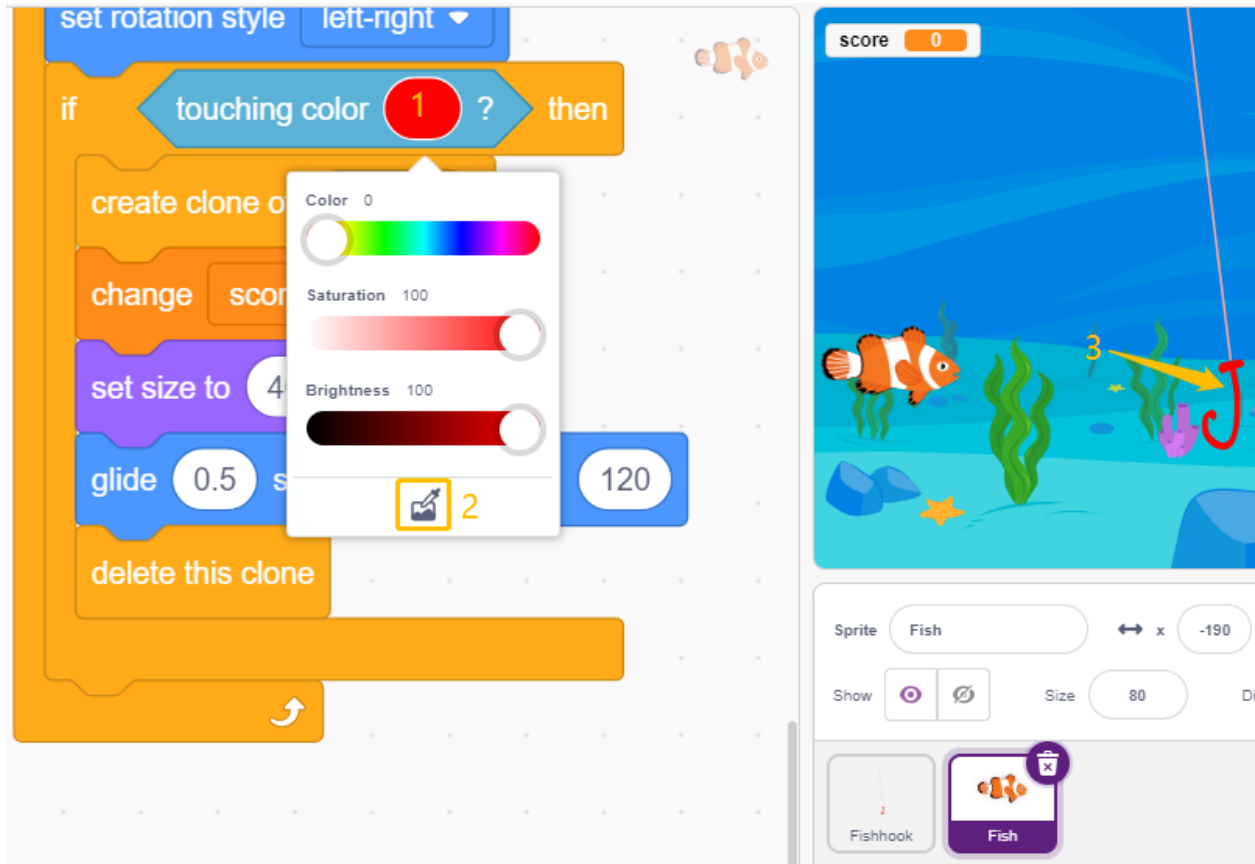 set rotation style left-right
if touching color 1 ? then
create clone o
Color 0
change scor
Saturation 100
set size to 4
Brightness 100
glide 0.5 s 120
2
delete this clone
score 0
3
J
Sprite Fish x -190
Show Size 80 Di
Fishhook Fish